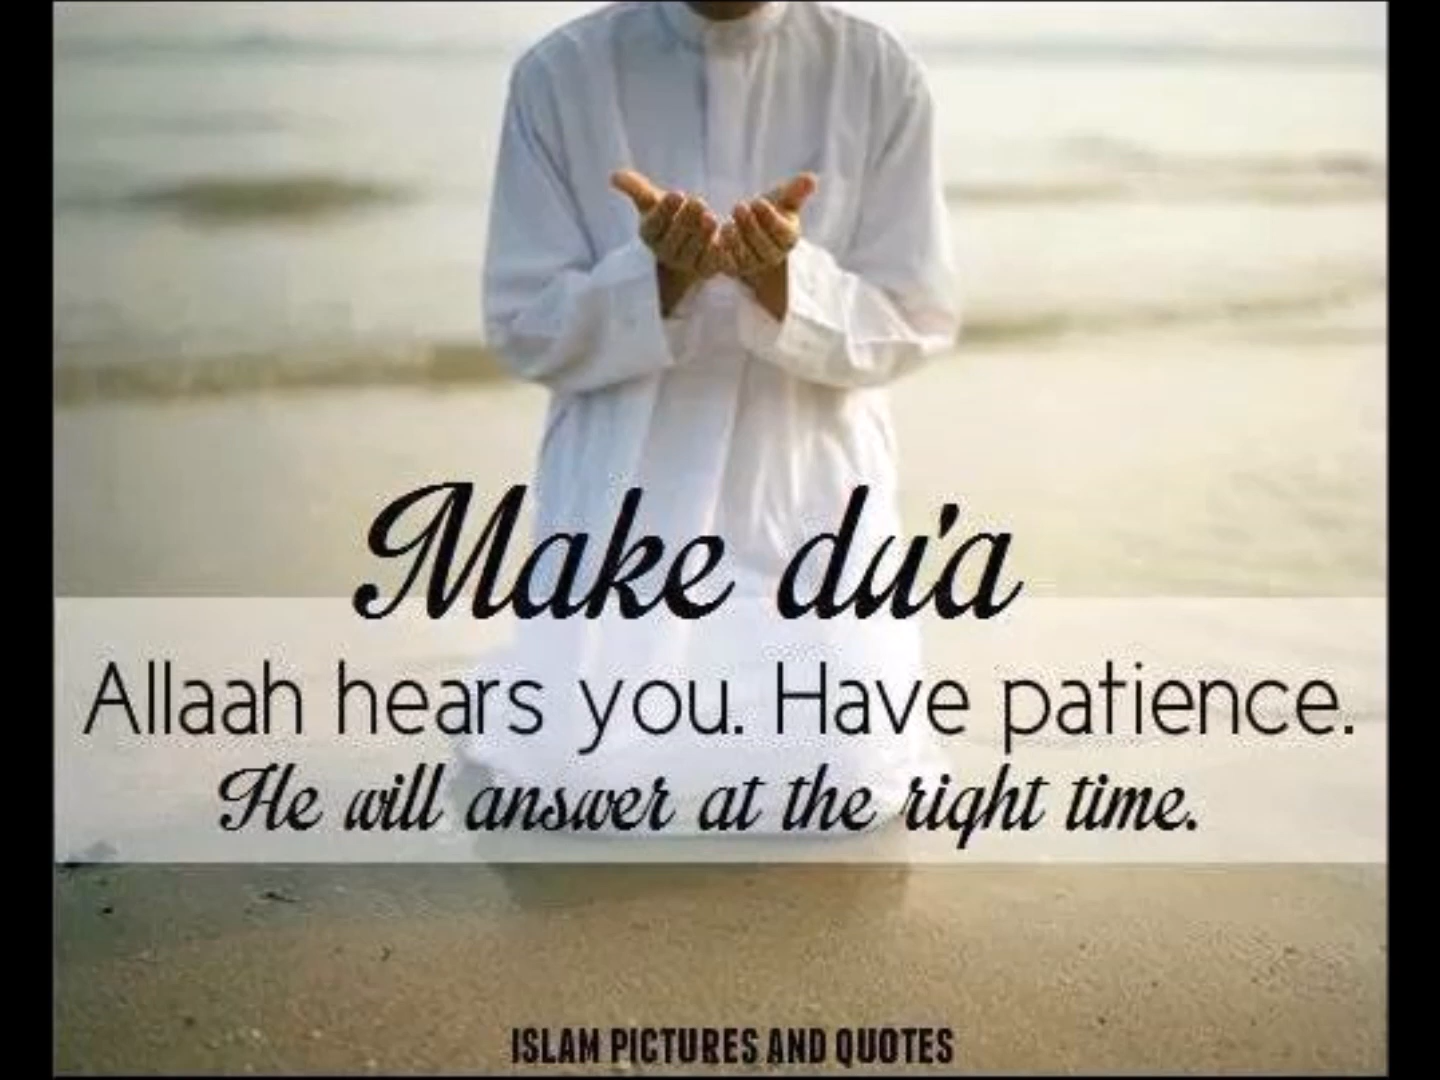 Make du'a
Allaah hears you. Have patience.
He will answer at the right time.
ISLAM PICTURES AND QUOTES